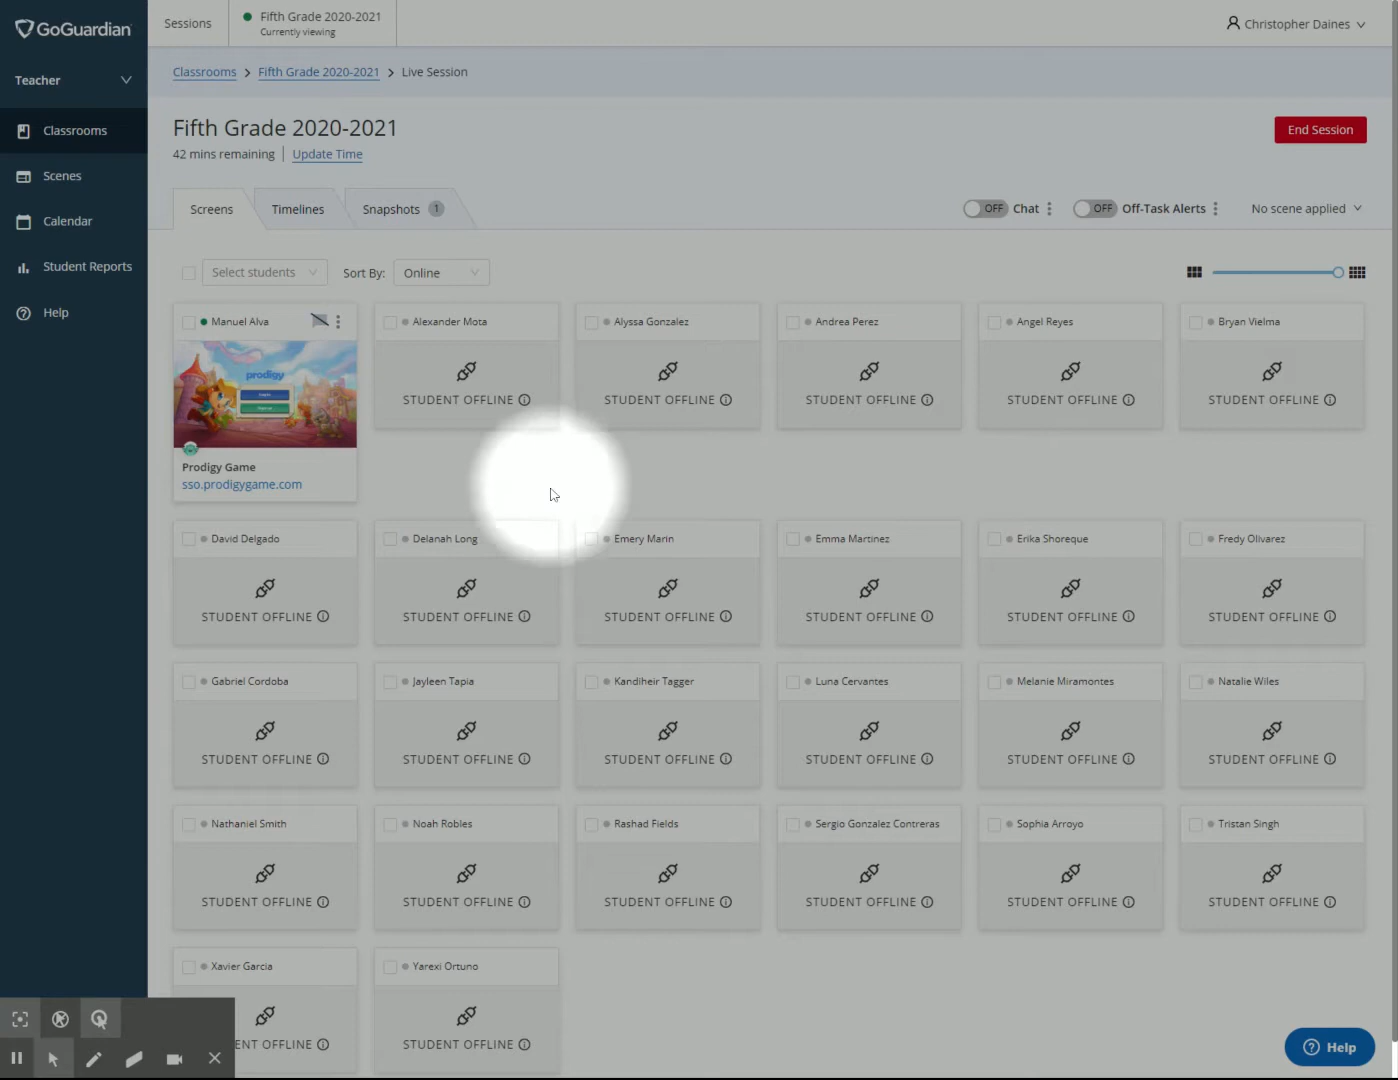 GoGuardian
Sessions
Fifth Grade 2020-2021
Currently viewing
Christopher Daines
Teacher
Classrooms
Scenes
Calendar
Student Reports
Help
Classrooms > Fifth Grade 2020-2021 > Live Session
Fifth Grade 2020-2021
42 mins remaining | Update Time
End Session
Screens Timelines Snapshots 1
OFF Chat OFF Off-Task Alerts No scene applied
Select students Sort By: Online
Manuel Alva
prodigy
Prodigy Game
sso.prodigygame.com
Alexander Mota
STUDENT OFFLINE
Alyssa Gonzalez
STUDENT OFFLINE
Andrea Perez
STUDENT OFFLINE
Angel Reyes
STUDENT OFFLINE
Bryan Vielma
STUDENT OFFLINE
David Delgado
STUDENT OFFLINE
Delanah Long
STUDENT OFFLINE
Emery Marin
STUDENT OFFLINE
Emma Martinez
STUDENT OFFLINE
Erika Shoreque
STUDENT OFFLINE
Fredy Olivarez
STUDENT OFFLINE
Gabriel Cordoba
STUDENT OFFLINE
Jayleen Tapia
STUDENT OFFLINE
Kandiheir Tagger
STUDENT OFFLINE
Luna Cervantes
STUDENT OFFLINE
Melanie Miramontes
STUDENT OFFLINE
Natalie Wiles
STUDENT OFFLINE
Nathaniel Smith
STUDENT OFFLINE
Noah Robles
STUDENT OFFLINE
Rashad Fields
STUDENT OFFLINE
Sergio Gonzalez Contreras
STUDENT OFFLINE
Sophia Arroyo
STUDENT OFFLINE
Tristan Singh
STUDENT OFFLINE
Xavier Garcia
ENT OFFLINE
Yarexi Ortuno
STUDENT OFFLINE
Help